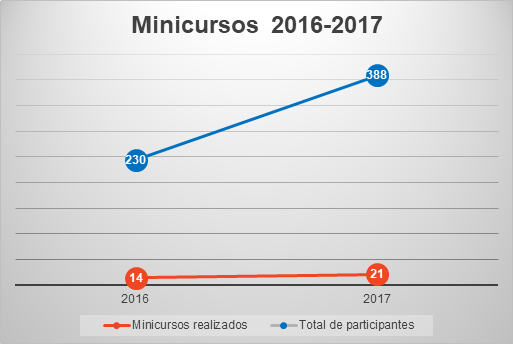 Minicursos 2016-2017
388
230
14
21
2016 2017
Minicursos realizados Total de participantes